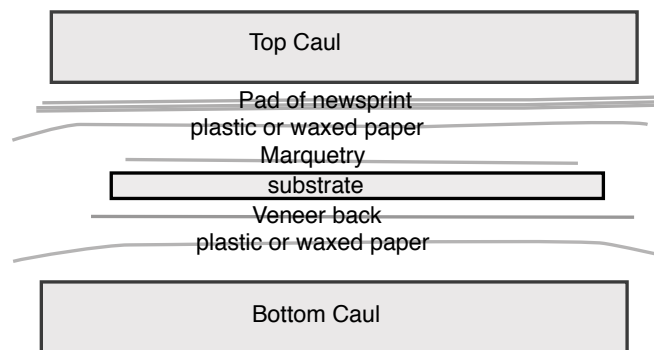 Top Caul
Pad of newsprint
plastic or waxed paper
Marquetry
substrate
Veneer back
plastic or waxed paper
Bottom Caul